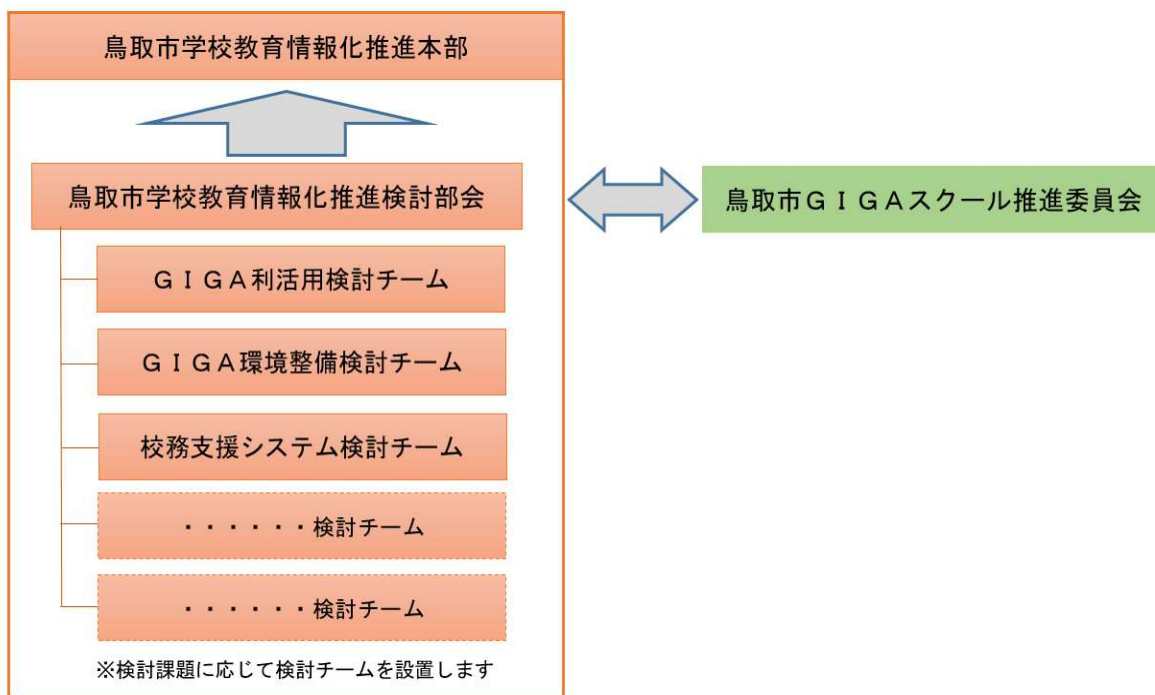 鳥取市学校教育情報化推進本部
鳥取市学校教育情報化推進検討部会
鳥取市ＧＩＧＡスクール推進委員会
ＧＩＧＡ利活用検討チーム
ＧＩＧＡ環境整備検討チーム
校務支援システム検討チーム
・・・・・・検討チーム
・・・・・・検討チーム
※検討課題に応じて検討チームを設置します